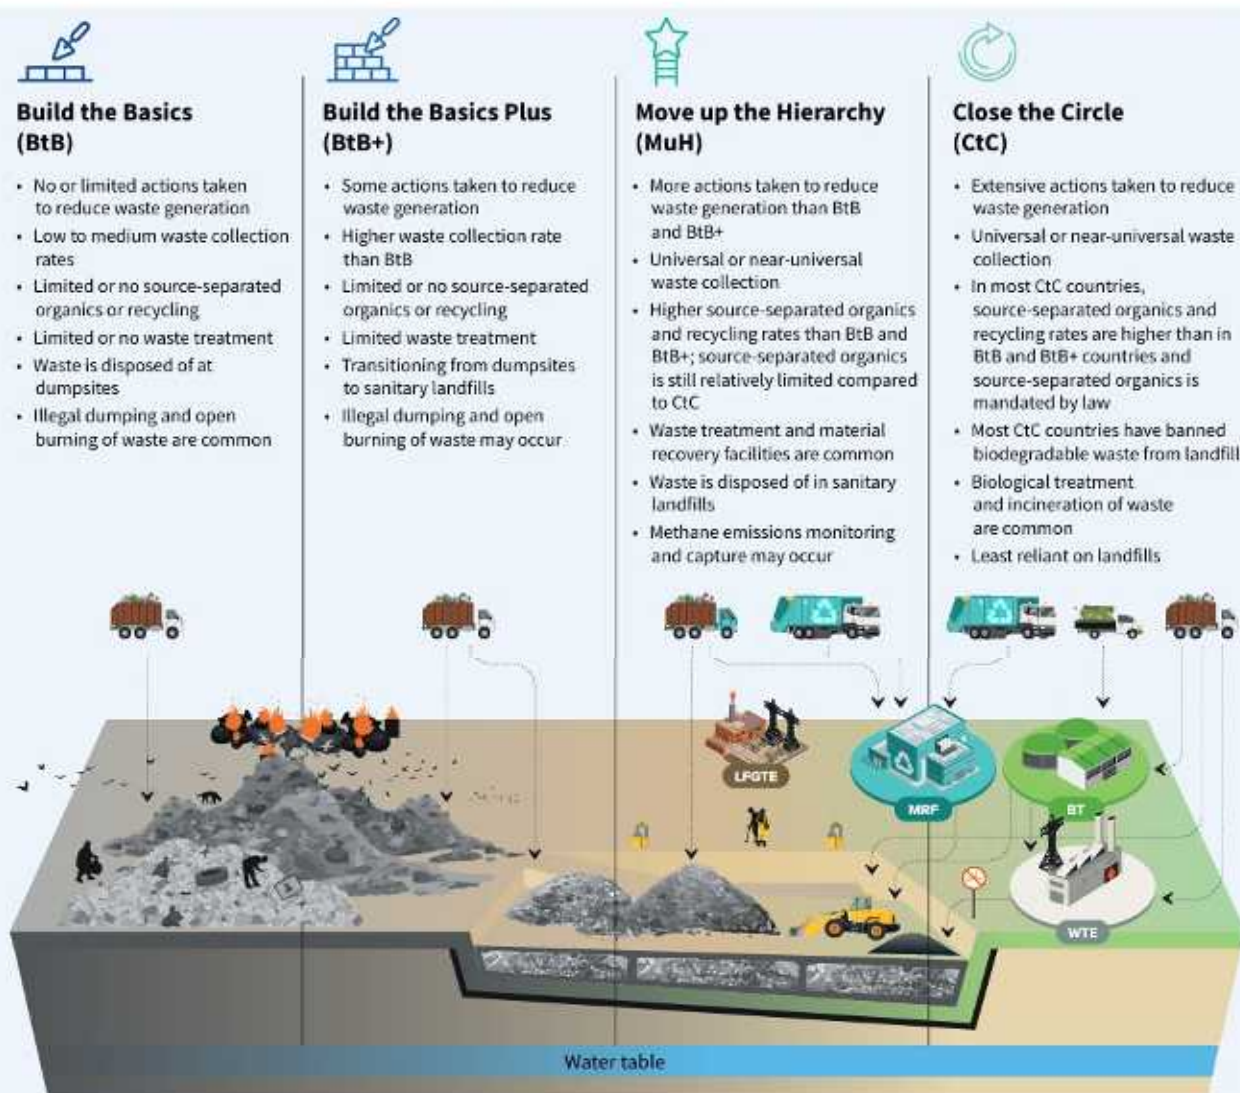 Build the Basics
(BtB)
• No or limited actions taken
to reduce waste generation
• Low to medium waste collection
rates
• Limited or no source-separated
organics or recycling
• Limited or no waste treatment
• Waste is disposed of at
dumpsites
• Illegal dumping and open
burning of waste are common
Build the Basics Plus
(BtB+)
• Some actions taken to reduce
waste generation
• Higher waste collection rate
than BtB
• Limited or no source-separated
organics or recycling
• Limited waste treatment
• Transitioning from dumpsites
to sanitary landfills
• Illegal dumping and open
burning of waste may occur
Move up the Hierarchy
(MuH)
• More actions taken to reduce
waste generation than BtB
and BtB+
• Universal or near-universal
waste collection
• Higher source-separated organics
and recycling rates than BtB and
BtB+; source-separated organics
is still relatively limited compared
to CtC
• Waste treatment and material
recovery facilities are common
• Waste is disposed of in sanitary
landfills
• Methane emissions monitoring
and capture may occur
Close the Circle
(CtC)
• Extensive actions taken to reduce
waste generation
• Universal or near-universal waste
collection
• In most CtC countries,
source-separated organics and
recycling rates are higher than in
BtB and BtB+ countries and
source-separated organics is
mandated by law
• Most CtC countries have banned
biodegradable waste from landfill
• Biological treatment
and incineration of waste
are common
• Least reliant on landfills
LFGTE
MRF
BT
WTE
Water table